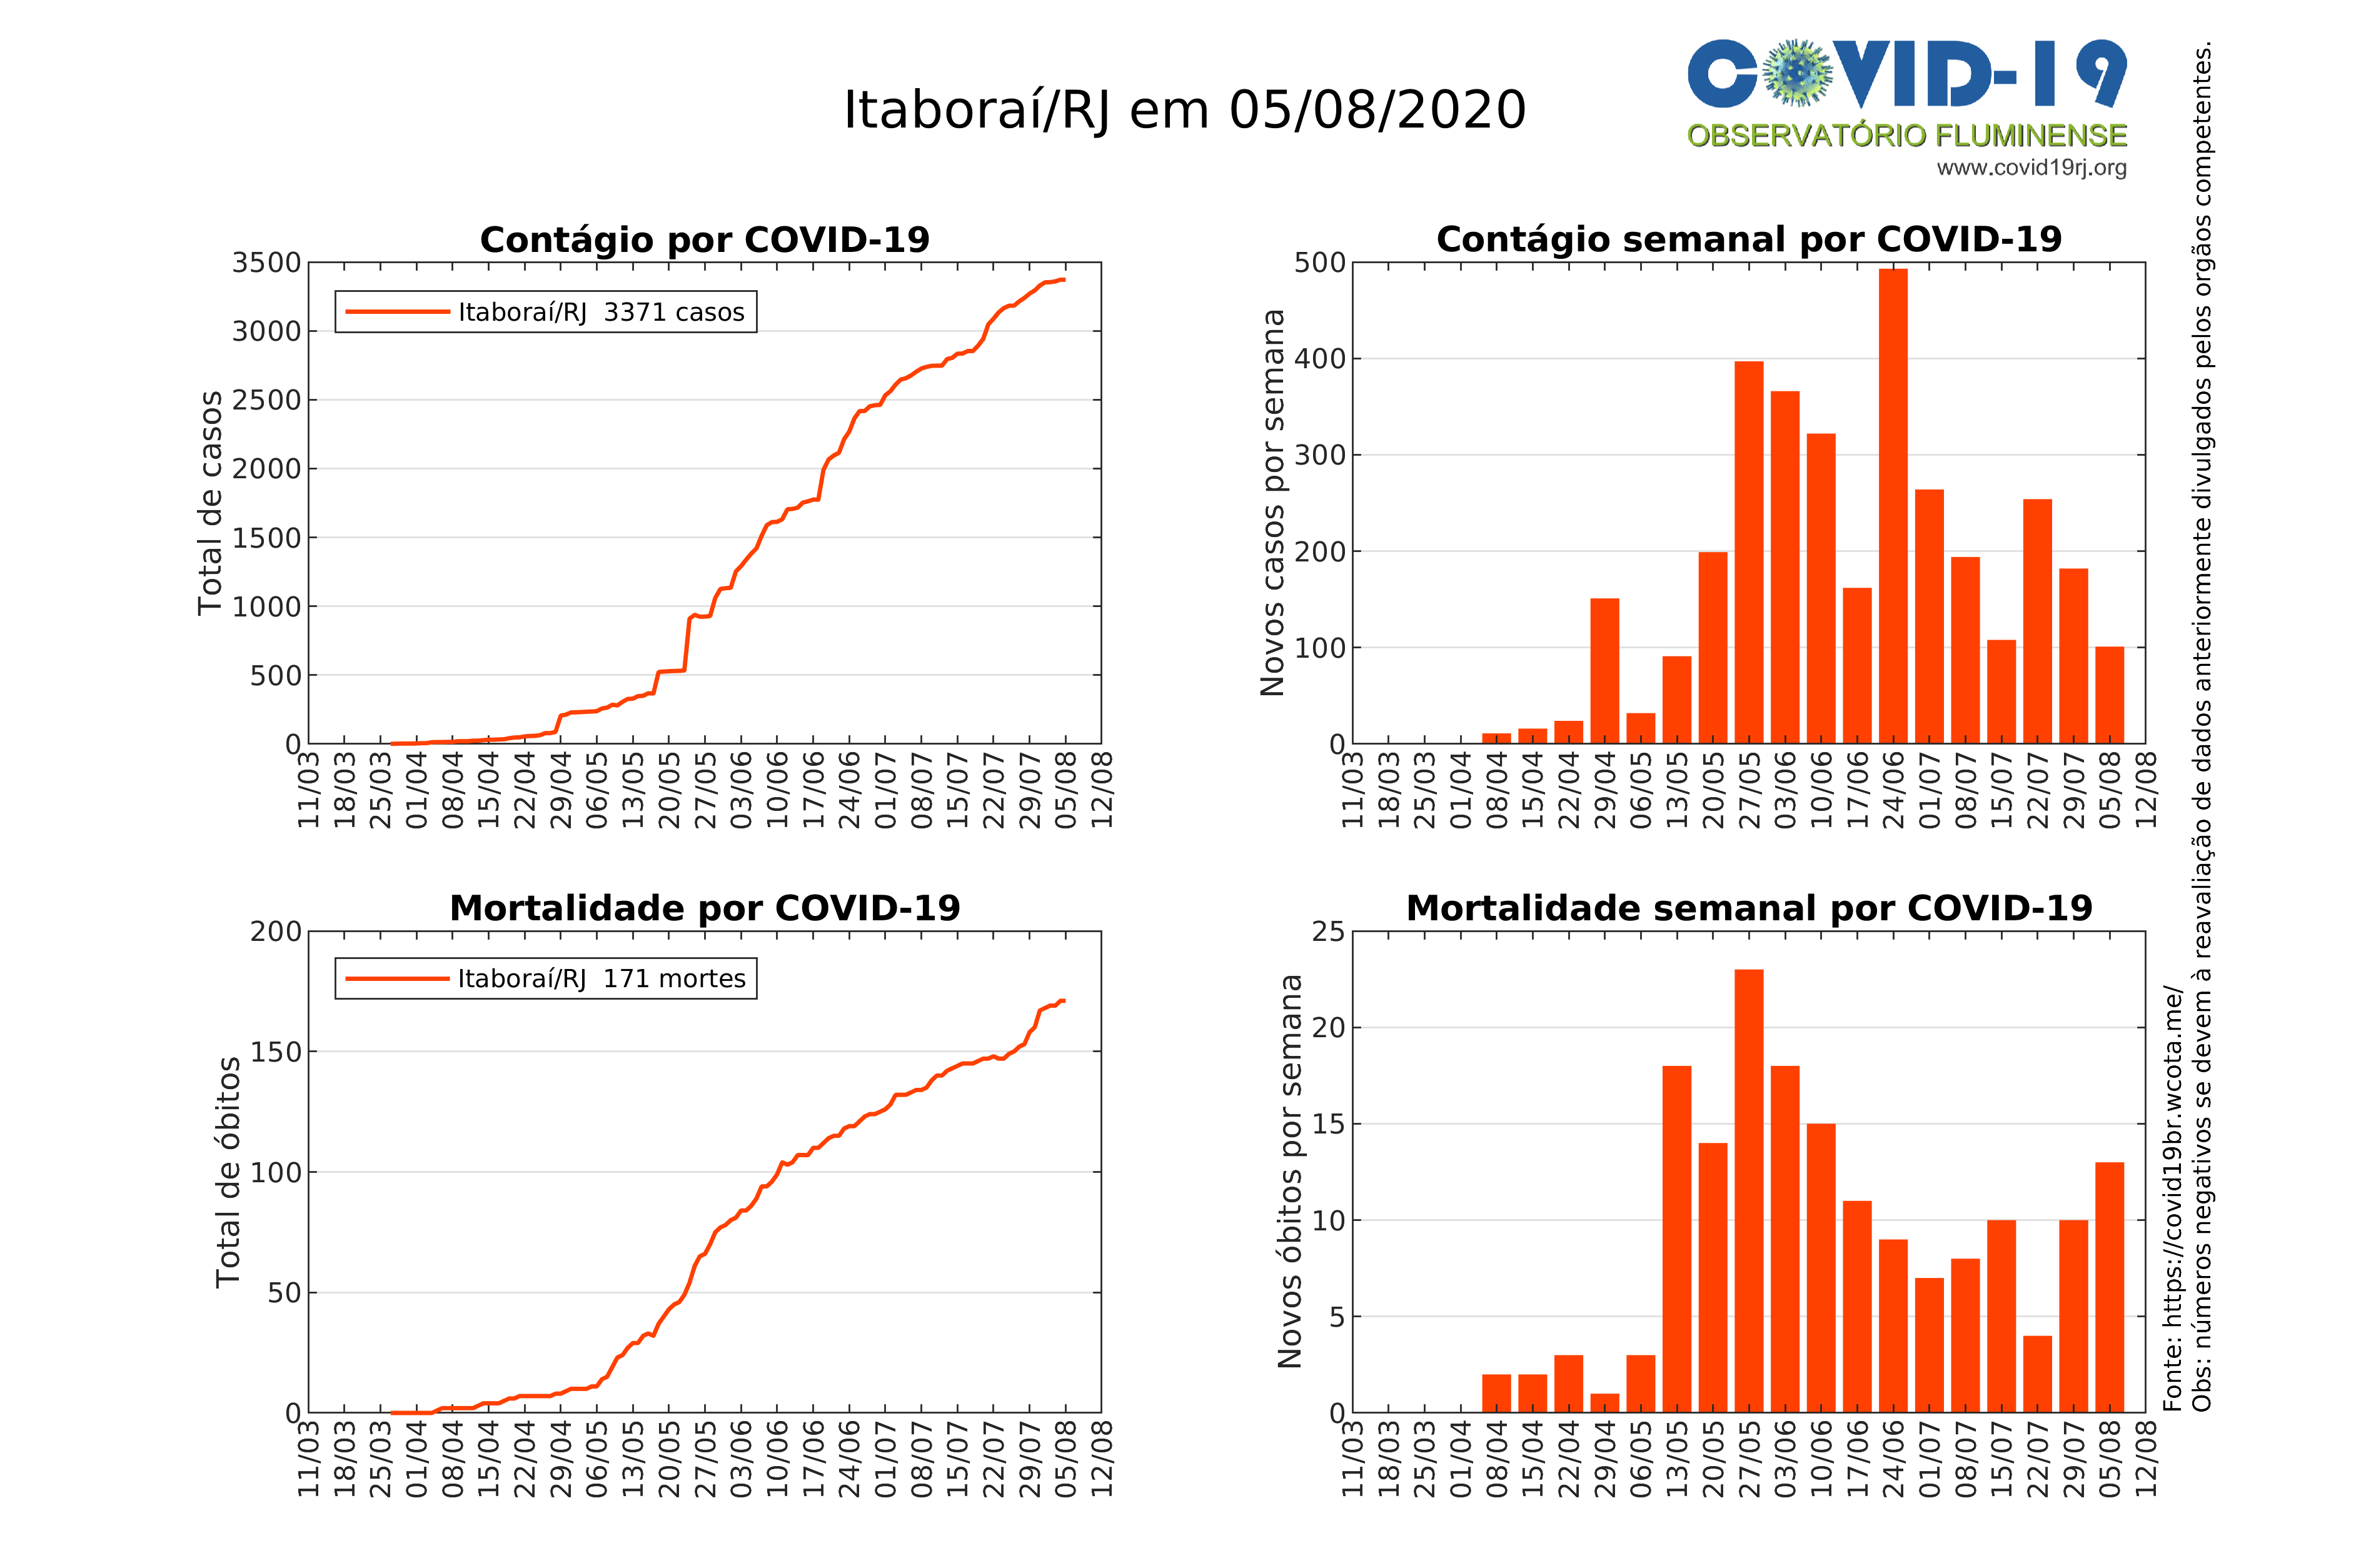 Itaboraí/RJ em 05/08/2020
COVID-19
OBSERVATÓRIO FLUMINENSE
www.covid19rj.org
Contágio por COVID-19
Total de casos
3500
3000
2500
2000
1500
1000
500
0
Itaboraí/RJ 3371 casos
11/03 18/03 25/03 01/04 08/04 15/04 22/04 29/04 06/05 13/05 20/05 27/05 03/06 10/06 17/06 24/06 01/07 08/07 15/07 22/07 29/07 05/08 12/08
Contágio semanal por COVID-19
Novos casos por semana
500
400
300
200
100
0
11/03 18/03 25/03 01/04 08/04 15/04 22/04 29/04 06/05 13/05 20/05 27/05 03/06 10/06 17/06 24/06 01/07 08/07 15/07 22/07 29/07 05/08 12/08
Mortalidade por COVID-19
Total de óbitos
200
150
100
50
0
Itaboraí/RJ 171 mortes
11/03 18/03 25/03 01/04 08/04 15/04 22/04 29/04 06/05 13/05 20/05 27/05 03/06 10/06 17/06 24/06 01/07 08/07 15/07 22/07 29/07 05/08 12/08
Mortalidade semanal por COVID-19
Novos óbitos por semana
25
20
15
10
5
0
11/03 18/03 25/03 01/04 08/04 15/04 22/04 29/04 06/05 13/05 20/05 27/05 03/06 10/06 17/06 24/06 01/07 08/07 15/07 22/07 29/07 05/08 12/08
Fonte: https://covid19br.wcota.me/
Obs: números negativos se devem à reavaliação de dados anteriormente divulgados pelos orgãos competentes.